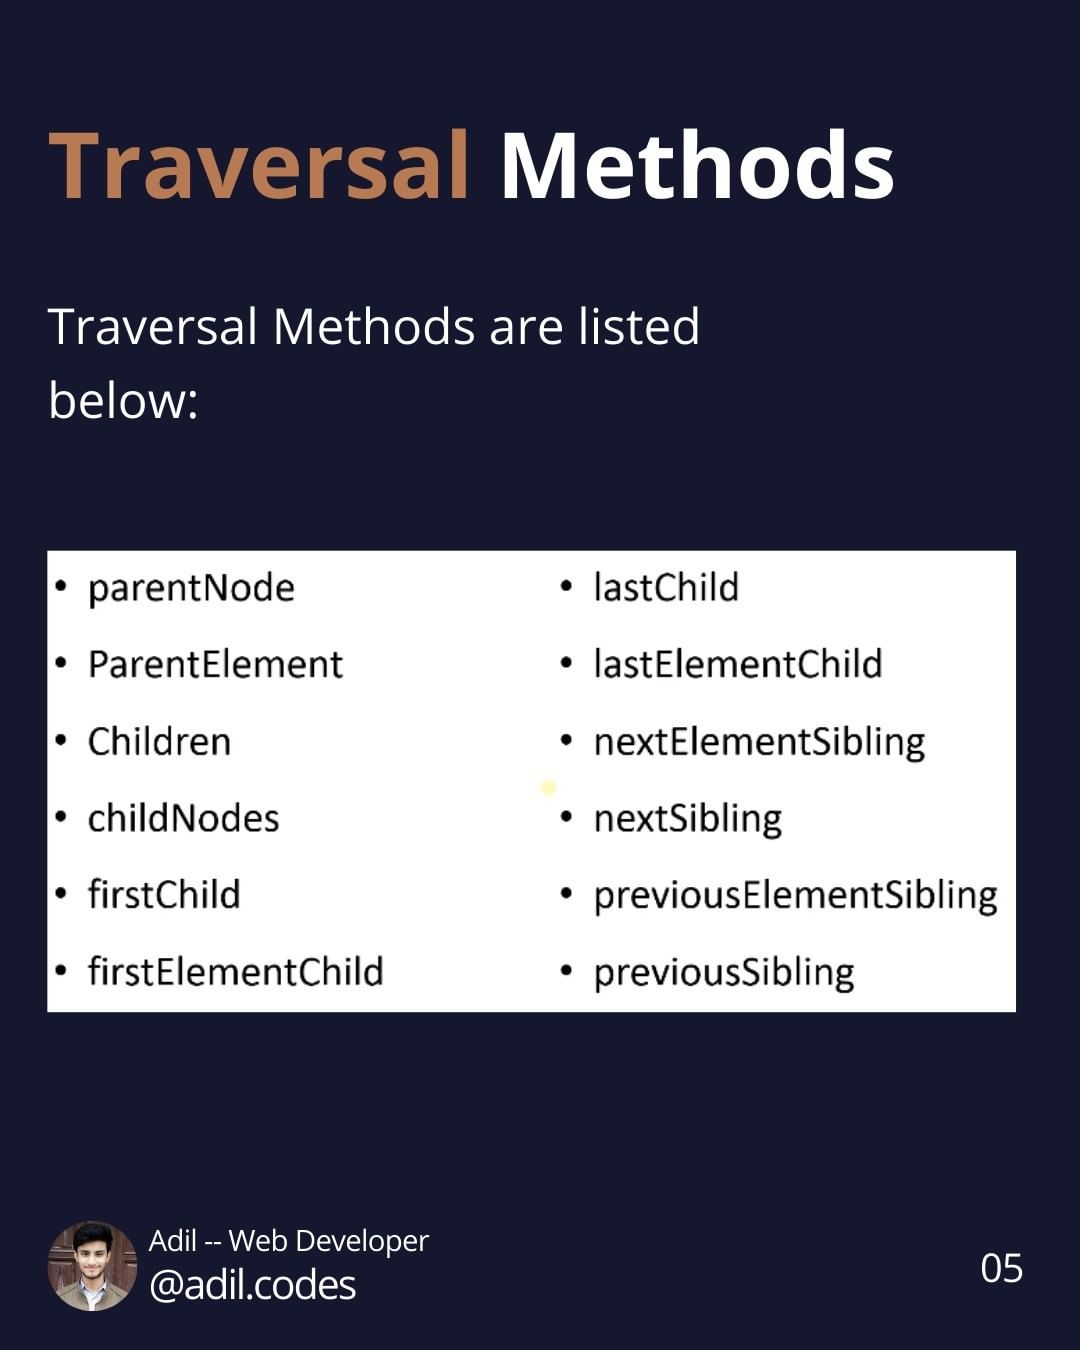 Traversal Methods
Traversal Methods are listed
below:
• parentNode
• ParentElement
• Children
• childNodes
• firstChild
• firstElementChild
• lastChild
• lastElementChild
• nextElementSibling
• nextSibling
• previousElementSibling
• previousSibling
Adil -- Web Developer
@adil.codes
05